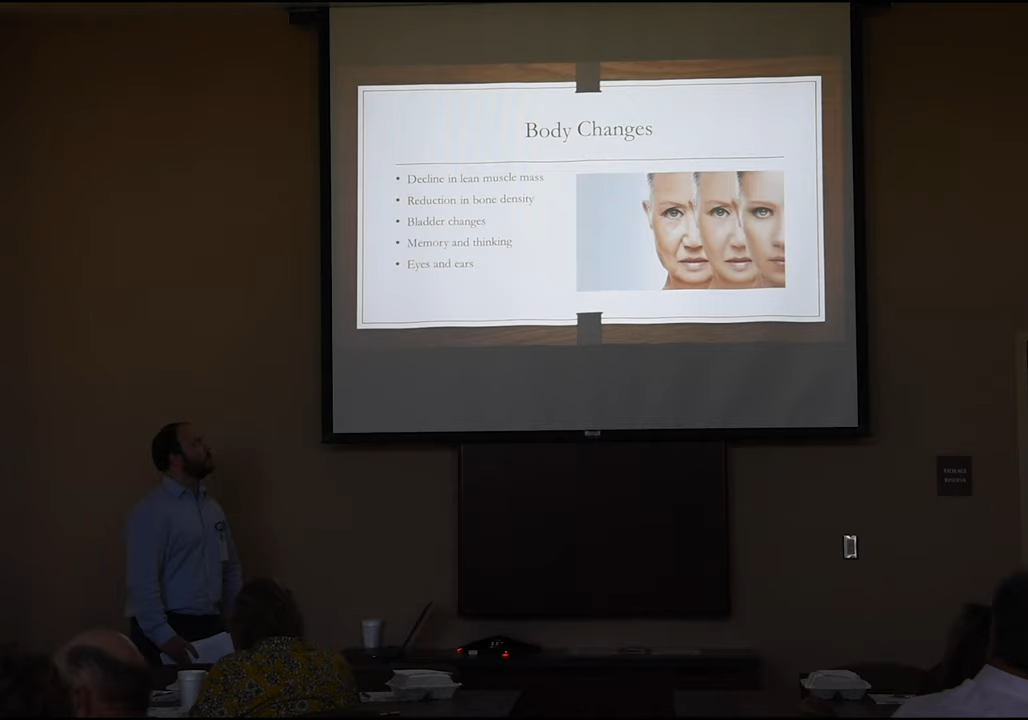 Body Changes
• Decline in lean muscle mass
• Reduction in bone density
• Bladder changes
• Memory and thinking
• Eyes and ears